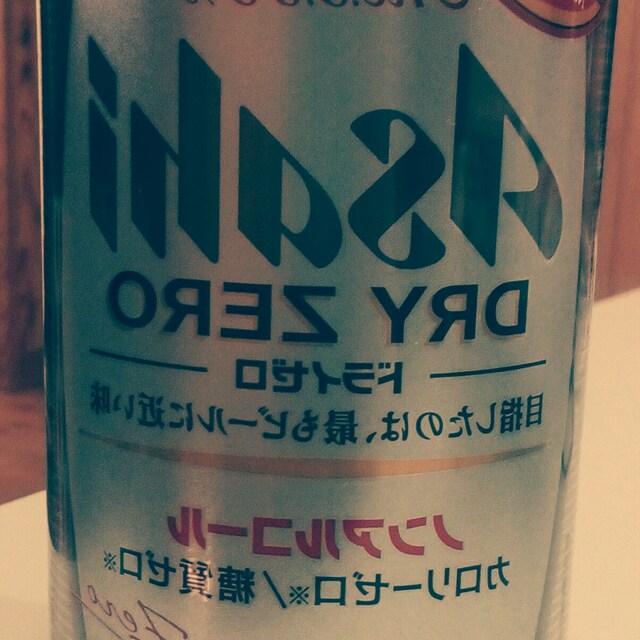 Asahi
DRY ZERO
ドライゼロ
目指したのは、最もビールに近い味
ノンアルコール
カロリーゼロ※/糖質ゼロ※
Zero